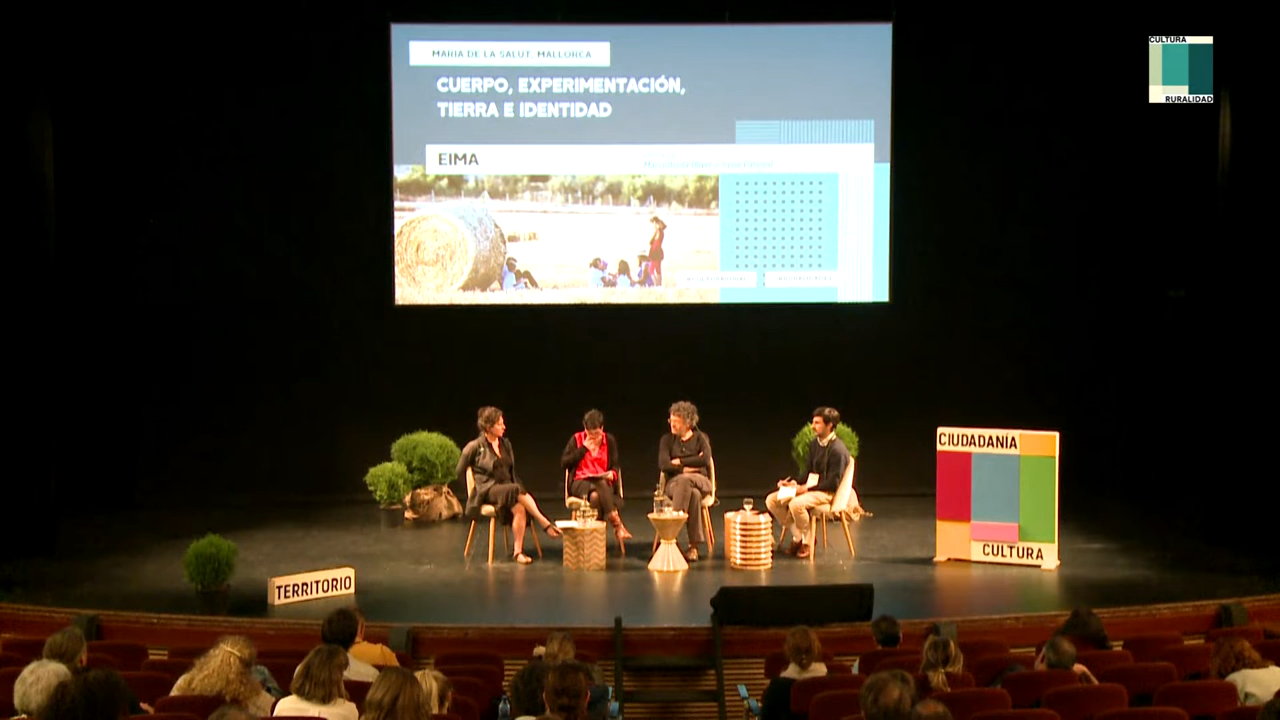 MARIA DE LA SALUT, MALLORCA
CUERPO, EXPERIMENTACIÓN,
TIERRA E IDENTIDAD
EIMA
CULTURA
RURALIDAD
CIUDADANÍA
CULTURA
TERRITORIO